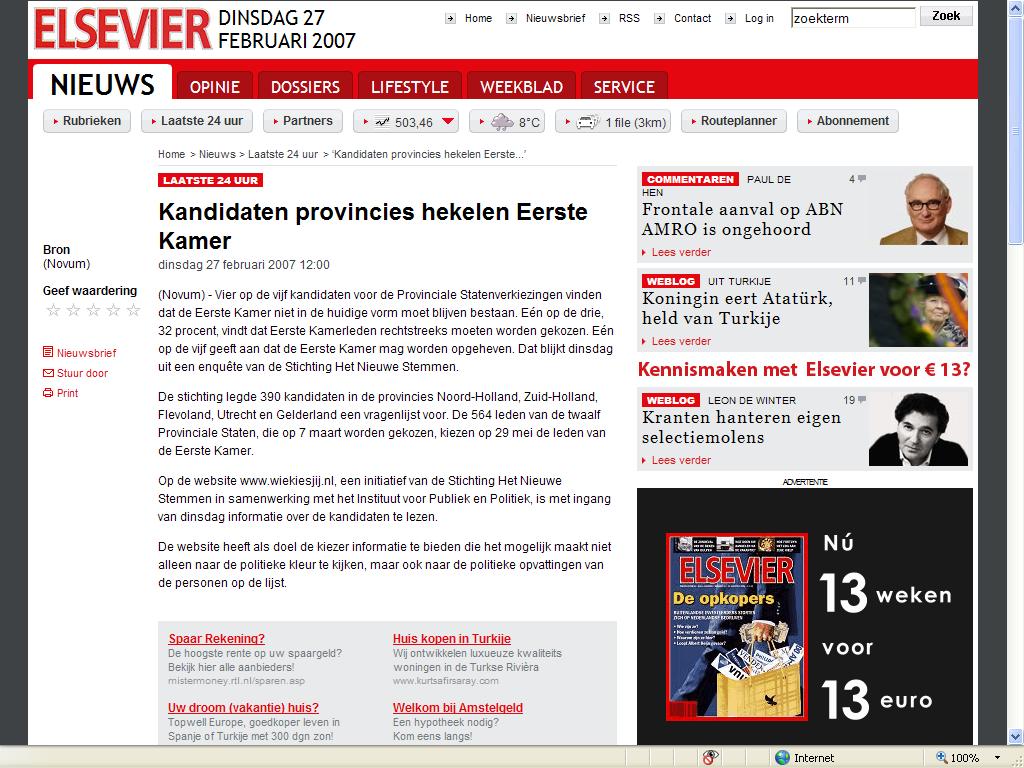 ELSEVIER DINSDAG 27
FEBRUARI 2007
Home Nieuwsbrief RSS Contact Log in zoekterm Zoek
NIEUWS OPINIE DOSSIERS LIFESTYLE WEEKBLAD SERVICE
Rubrieken Laatste 24 uur Partners 503,46 8°C 1 file (3km) Routeplanner Abonnement
Home > Nieuws > Laatste 24 uur > 'Kandidaten provincies hekelen Eerste...'
LAATSTE 24 UUR
Kandidaten provincies hekelen Eerste
Kamer
dinsdag 27 februari 2007 12:00
Bron
(Novum)
Geef waardering
Nieuwsbrief
Stuur door
Print
(Novum) - Vier op de vijf kandidaten voor de Provinciale Statenverkiezingen vinden
dat de Eerste Kamer niet in de huidige vorm moet blijven bestaan. Eén op de drie,
32 procent, vindt dat Eerste Kamerleden rechtstreeks moeten worden gekozen. Eén
op de vijf geeft aan dat de Eerste Kamer mag worden opgeheven. Dat blijkt dinsdag
uit een enquête van de Stichting Het Nieuwe Stemmen.
De stichting legde 390 kandidaten in de provincies Noord-Holland, Zuid-Holland,
Flevoland, Utrecht en Gelderland een vragenlijst voor. De 564 leden van de twaalf
Provinciale Staten, die op 7 maart worden gekozen, kiezen op 29 mei de leden van
de Eerste Kamer.
Op de website www.wiekiesjij.nl, een initiatief van de Stichting Het Nieuwe
Stemmen in samenwerking met het Instituut voor Publiek en Politiek, is met ingang
van dinsdag informatie over de kandidaten te lezen.
De website heeft als doel de kiezer informatie te bieden die het mogelijk maakt niet
alleen naar de politieke kleur te kijken, maar ook naar de politieke opvattingen van
de personen op de lijst.
Spaar Rekening?
De hoogste rente op uw spaargeld?
Bekijk hier alle aanbieders!
mistermoney.rtl.nl/sparen.asp
Huis kopen in Turkije
Wij ontwikkelen luxueuze kwaliteits
woningen in de Turkse Rivièra
www.kurtsafirsaray.com
Uw droom (vakantie) huis?
Topwell Europe, goedkoper leven in
Spanje of Turkije met 300 dgn zon!
Welkom bij Amstelgeld
Een hypotheek nodig?
Kom eens langs!
COMMENTAREN PAUL DE
HEN
4
Frontale aanval op ABN
AMRO is ongehoord
Lees verder
WEBLOG UIT TURKIJE 11
Koningin eert Atatürk,
held van Turkije
Lees verder
Kennismaken met Elsevier voor € 13?
WEBLOG LEON DE WINTER 19
Kranten hanteren eigen
selectiemolens
Lees verder
ADVERTENTIE
ELSEVIER
De opkopers
Nú
13 weken
voor
13 euro
Internet 100%